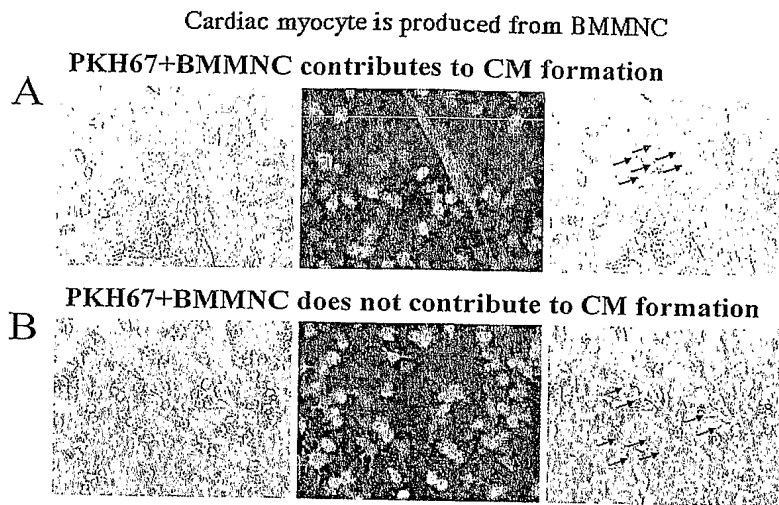 Cardiac myocyte is produced from BMMNC
PKH67+BMMNC contributes to CM formation
A
PKH67+BMMNC does not contribute to CM formation
B